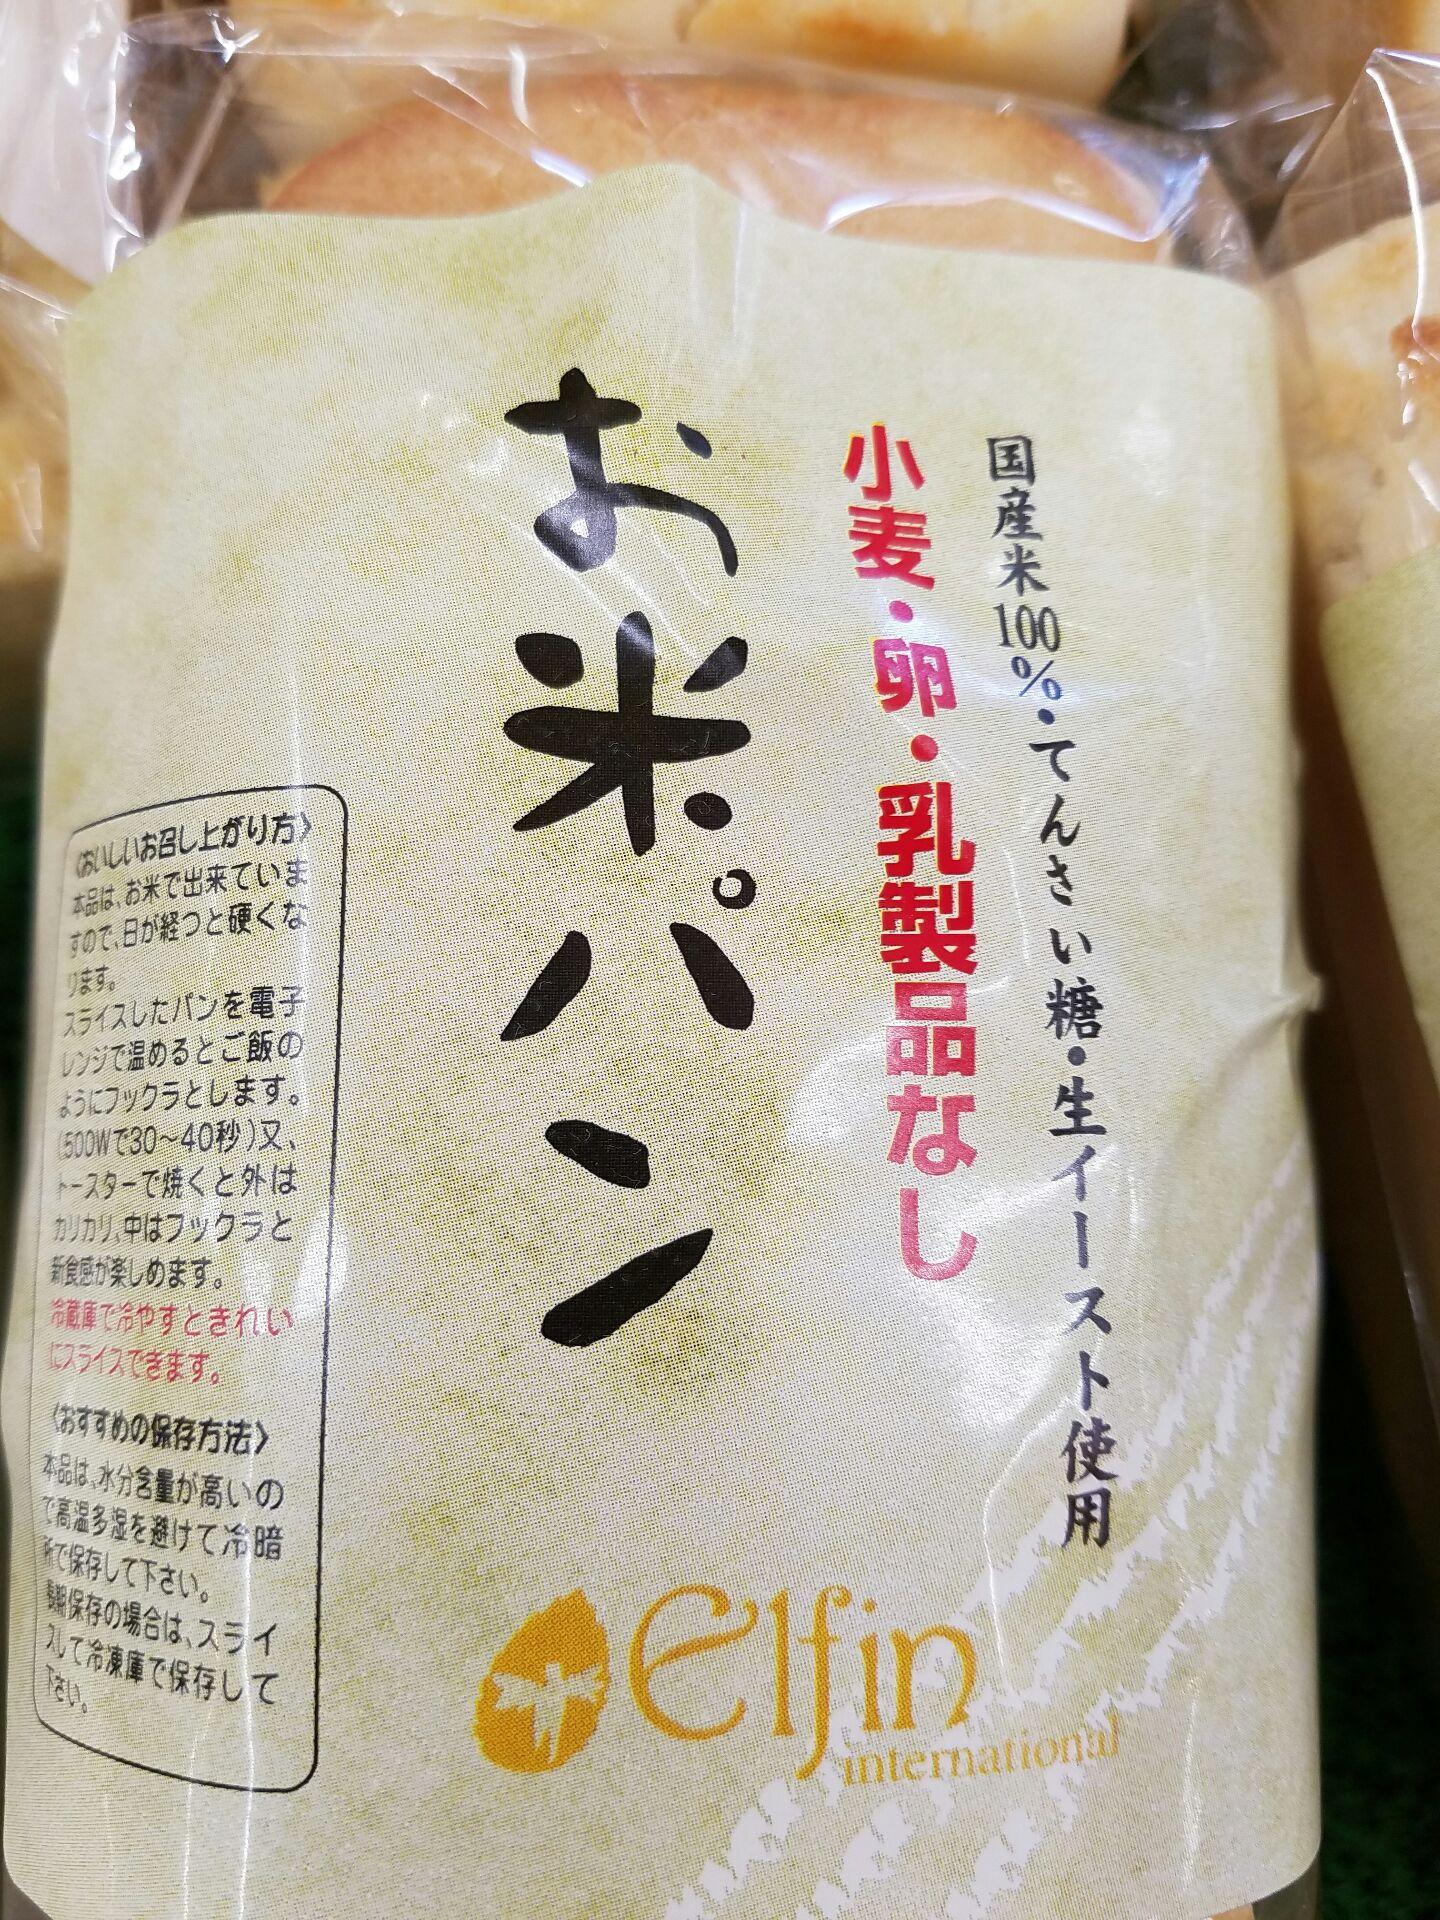 国産米100%・てんさい糖・生イースト使用
小麦・卵・乳製品なし
お米パン
〈おいしいお召し上がり方〉
本品は、お米で出来ていま
すので、日が経つと硬くな
ります。
スライスしたパンを電子
レンジで温めるとご飯の
ようにフックラとします。
(500Wで30〜40秒)又、
トースターで焼くと外は
カリカリ、中はフックラと
新食感が楽しめます。
冷蔵庫で冷やすときれい
にスライスできます。
〈おすすめの保存方法〉
本品は、水分含量が高いの
で高温多湿を避けて冷暗
所で保存して下さい。
長期保存の場合は、スライ
スして冷凍庫で保存して
下さい。
Elfin
international